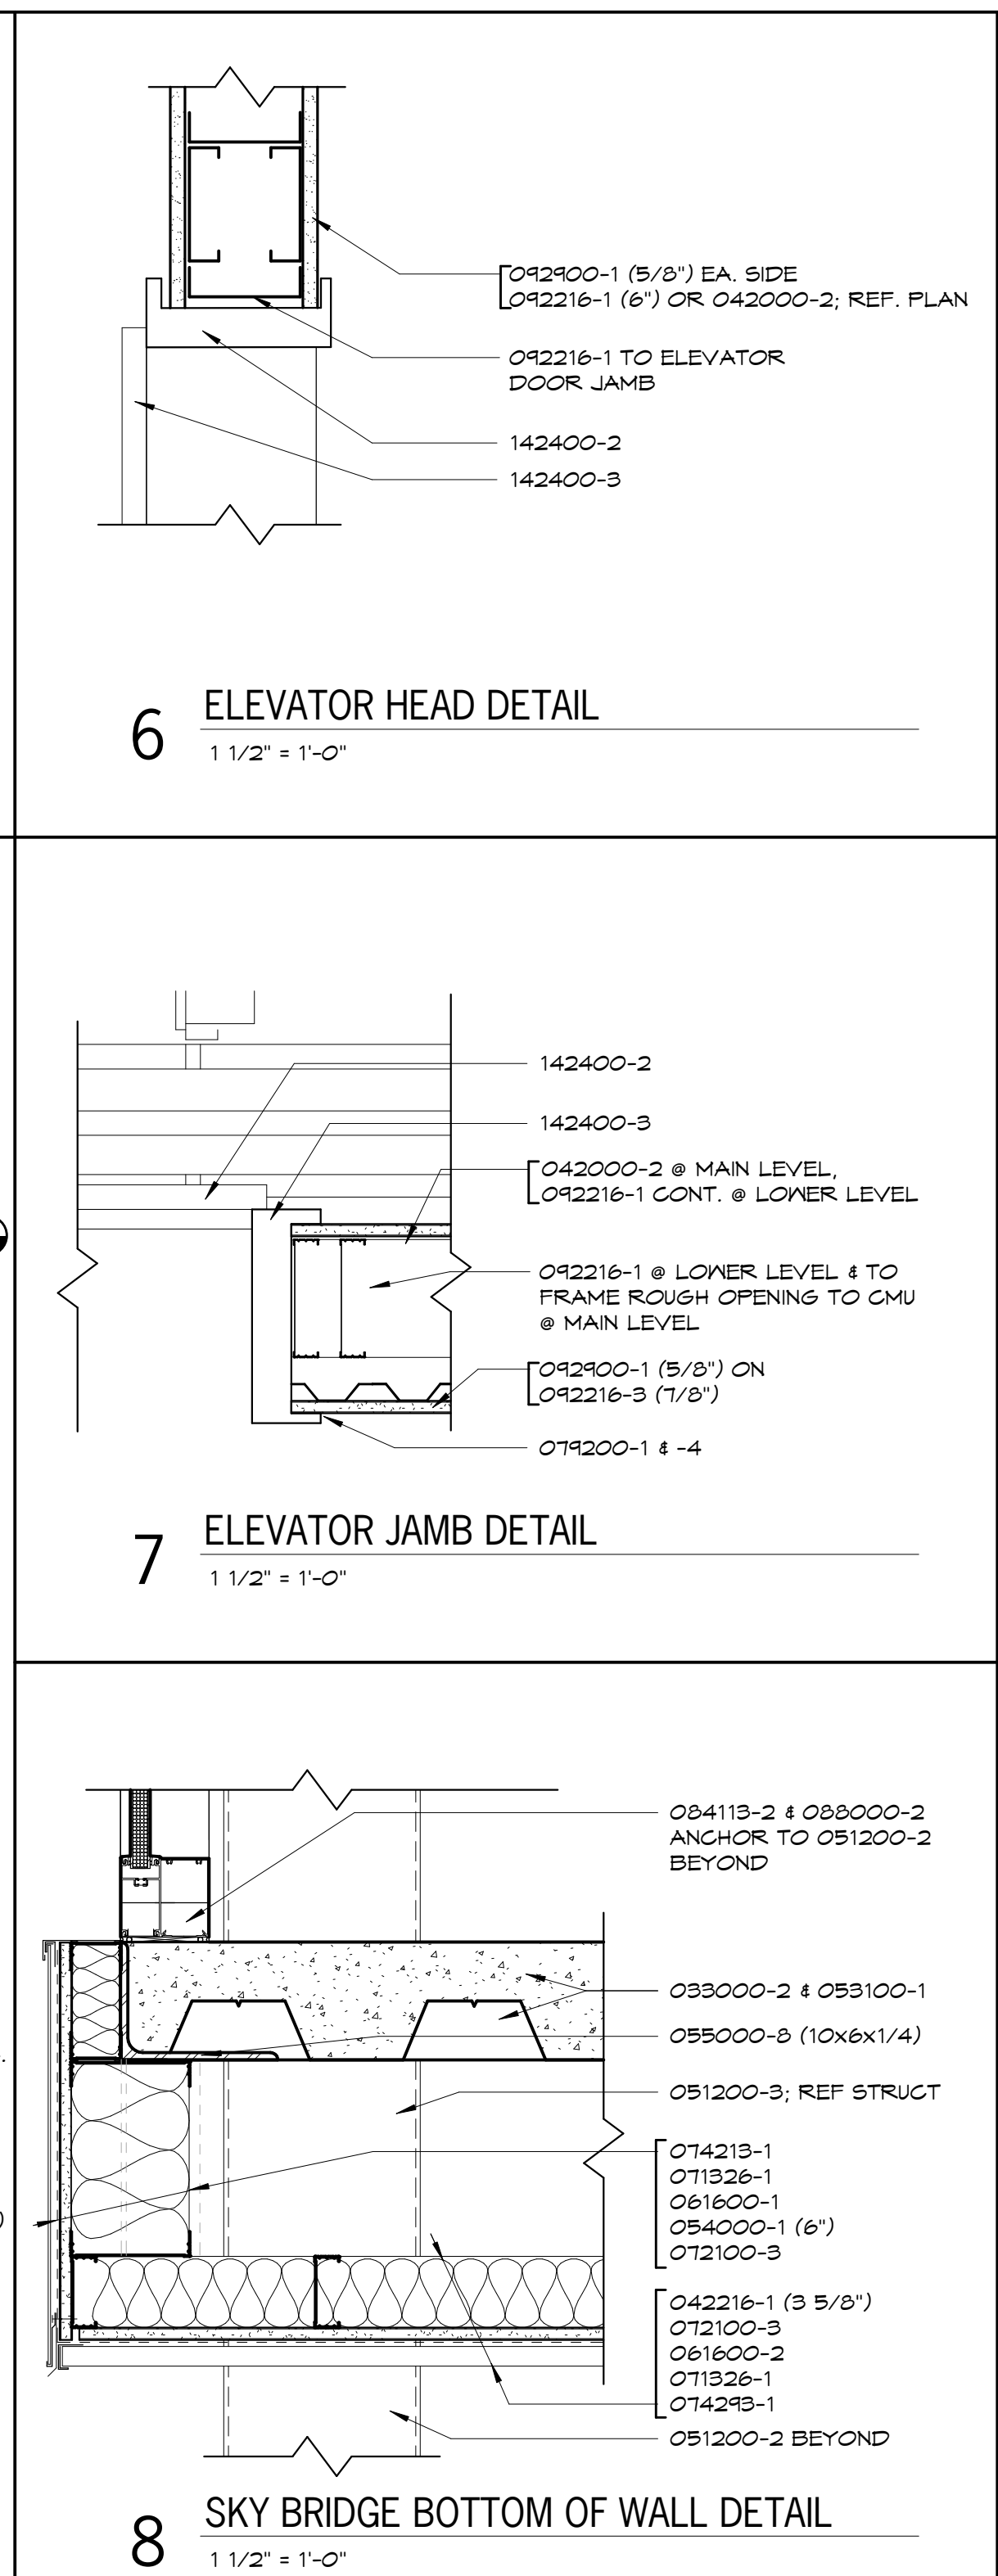 092900-1 (5/8") EA. SIDE
092216-1 (6") OR 042000-2; REF. PLAN
092216-1 TO ELEVATOR
DOOR JAMB
142400-2
142400-3
6
ELEVATOR HEAD DETAIL
1 1/2" = 1'-0"
142400-2
142400-3
042000-2 @ MAIN LEVEL,
092216-1 CONT. @ LOWER LEVEL
092216-1 @ LOWER LEVEL & TO
FRAME ROUGH OPENING TO CMU
@ MAIN LEVEL
092900-1 (5/8") ON
092216-3 (7/8")
079200-1 & -4
7
ELEVATOR JAMB DETAIL
1 1/2" = 1'-0"
084113-2 & 088000-2
ANCHOR TO 051200-2
BEYOND
033000-2 & 053100-1
055000-8 (10x6x1/4)
051200-3; REF STRUCT
074213-1
071326-1
061600-1
054000-1 (6")
072100-3
042216-1 (3 5/8")
072100-3
061600-2
071326-1
074293-1
051200-2 BEYOND
8
SKY BRIDGE BOTTOM OF WALL DETAIL
1 1/2" = 1'-0"